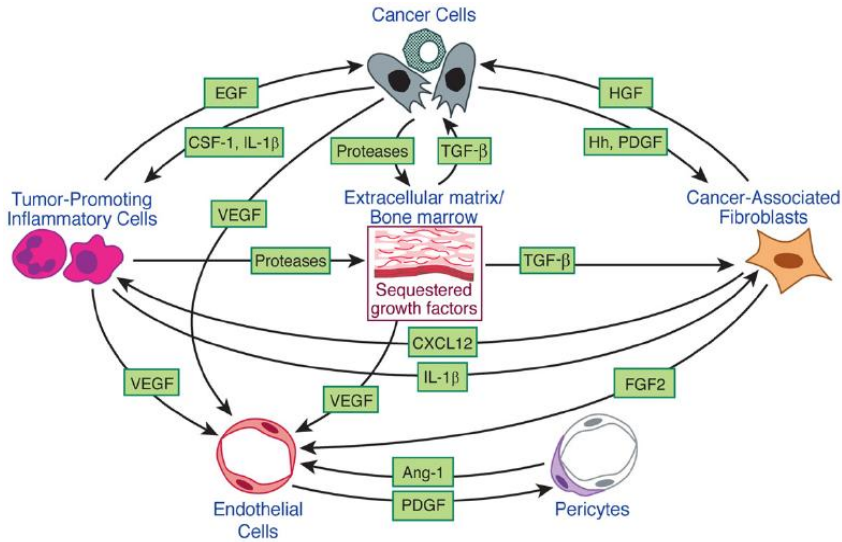 Cancer Cells
EGF
HGF
CSF-1, IL-1β
Proteases
TGF-β
Hh, PDGF
Tumor-Promoting
Inflammatory Cells
VEGF
Extracellular matrix/
Bone marrow
Cancer-Associated
Fibroblasts
Proteases
TGF-β
Sequestered
growth factors
CXCL12
IL-1β
VEGF
VEGF
FGF2
Ang-1
PDGF
Endothelial
Cells
Pericytes